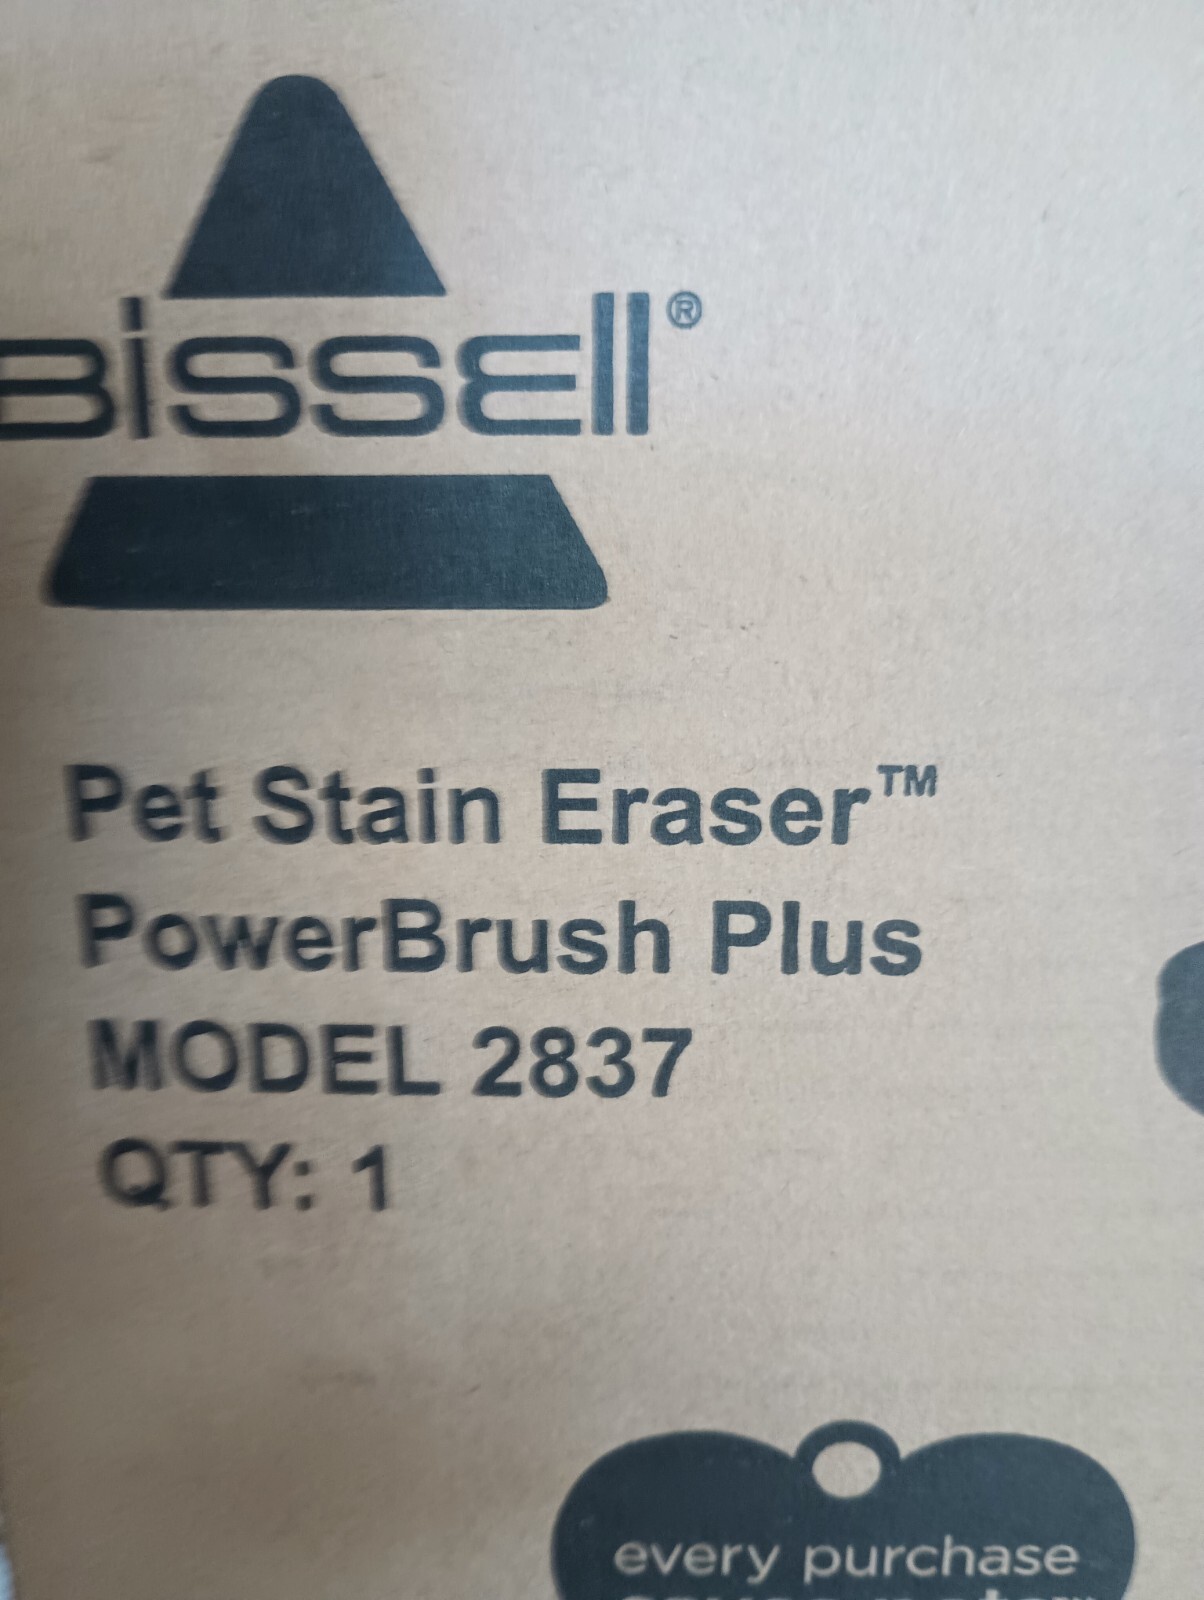 BISSELL®
Pet Stain Eraser™
PowerBrush Plus
MODEL 2837
QTY: 1
every purchase